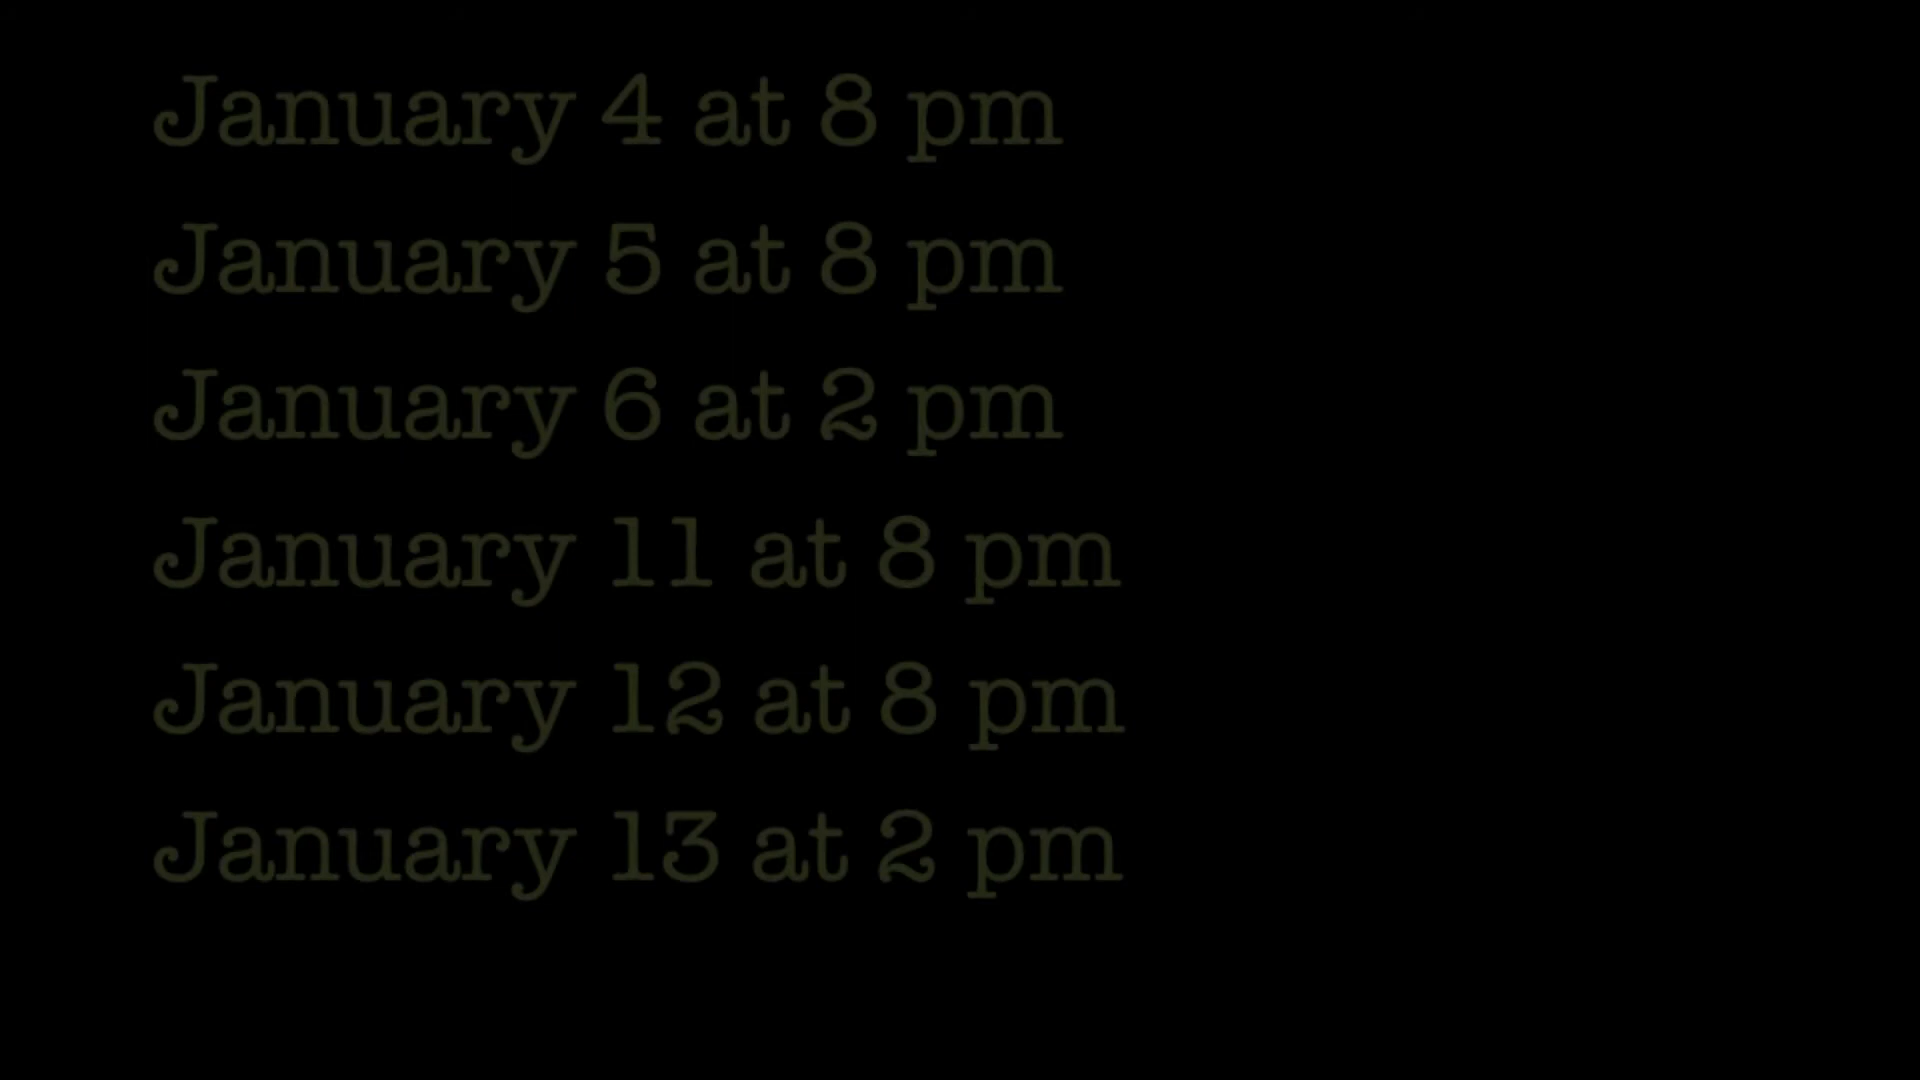 January 4 at 8 pm
January 5 at 8 pm
January 6 at 2 pm
January 11 at 8 pm
January 12 at 8 pm
January 13 at 2 pm